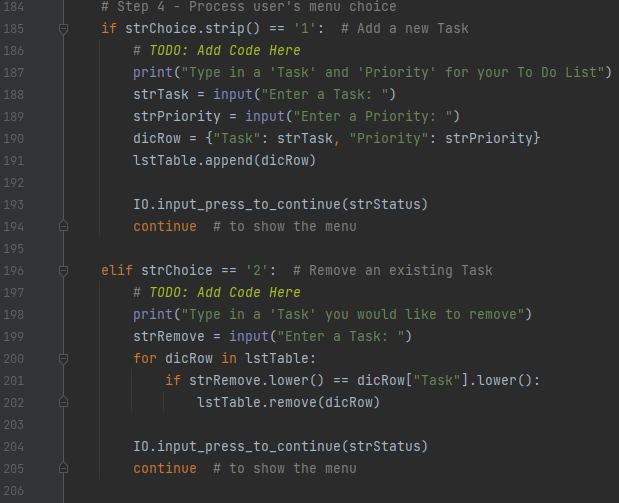 184 # Step 4 - Process user's menu choice
185 if strChoice.strip() == '1':  # Add a new Task
186 # TODO: Add Code Here
187 print("Type in a 'Task' and 'Priority' for your To Do List")
188 strTask = input("Enter a Task: ")
189 strPriority = input("Enter a Priority: ")
190 dicRow = {"Task": strTask, "Priority": strPriority}
191 lstTable.append(dicRow)
192
193 IO.input_press_to_continue(strStatus)
194 continue  # to show the menu
195
196 elif strChoice == '2':  # Remove an existing Task
197 # TODO: Add Code Here
198 print("Type in a 'Task' you would like to remove")
199 strRemove = input("Enter a Task: ")
200 for dicRow in lstTable:
201 if strRemove.lower() == dicRow["Task"].lower():
202 lstTable.remove(dicRow)
203
204 IO.input_press_to_continue(strStatus)
205 continue  # to show the menu
206